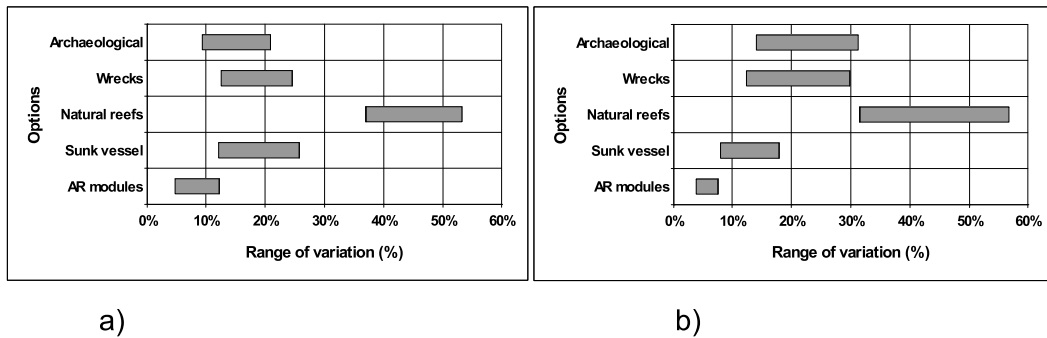 Archaeological
Wrecks
Natural reefs
Sunk vessel
AR modules
Options
0% 10% 20% 30% 40% 50% 60%
Range of variation (%)
a)
Archaeological
Wrecks
Natural reefs
Sunk vessel
AR modules
Options
0% 10% 20% 30% 40% 50% 60%
Range of variation (%)
b)